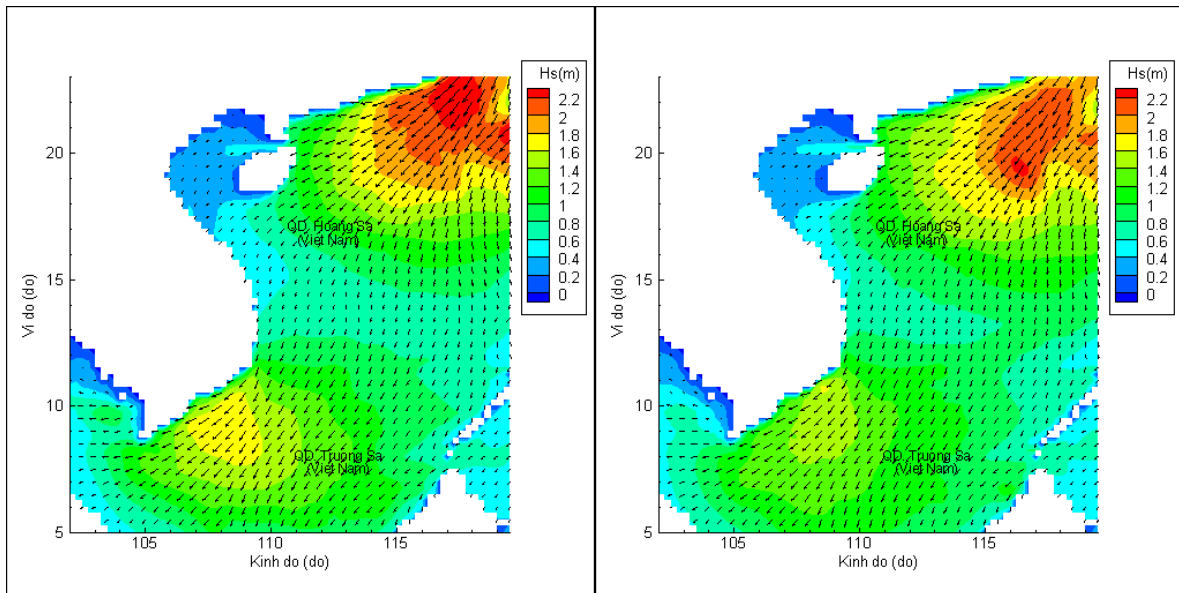 Hs(m)
2.2
2
1.8
1.6
1.4
1.2
1
0.8
0.6
0.4
0.2
0
20
15
10
5
Vi do (do)
QD. Hoang Sa
(Viet Nam)
QD. Truong Sa
(Viet Nam)
105
110
115
Kinh do (do)
Hs(m)
2.2
2
1.8
1.6
1.4
1.2
1
0.8
0.6
0.4
0.2
0
20
15
10
5
Vi do (do)
QD. Hoang Sa
(Viet Nam)
QD. Truong Sa
(Viet Nam)
105
110
115
Kinh do (do)